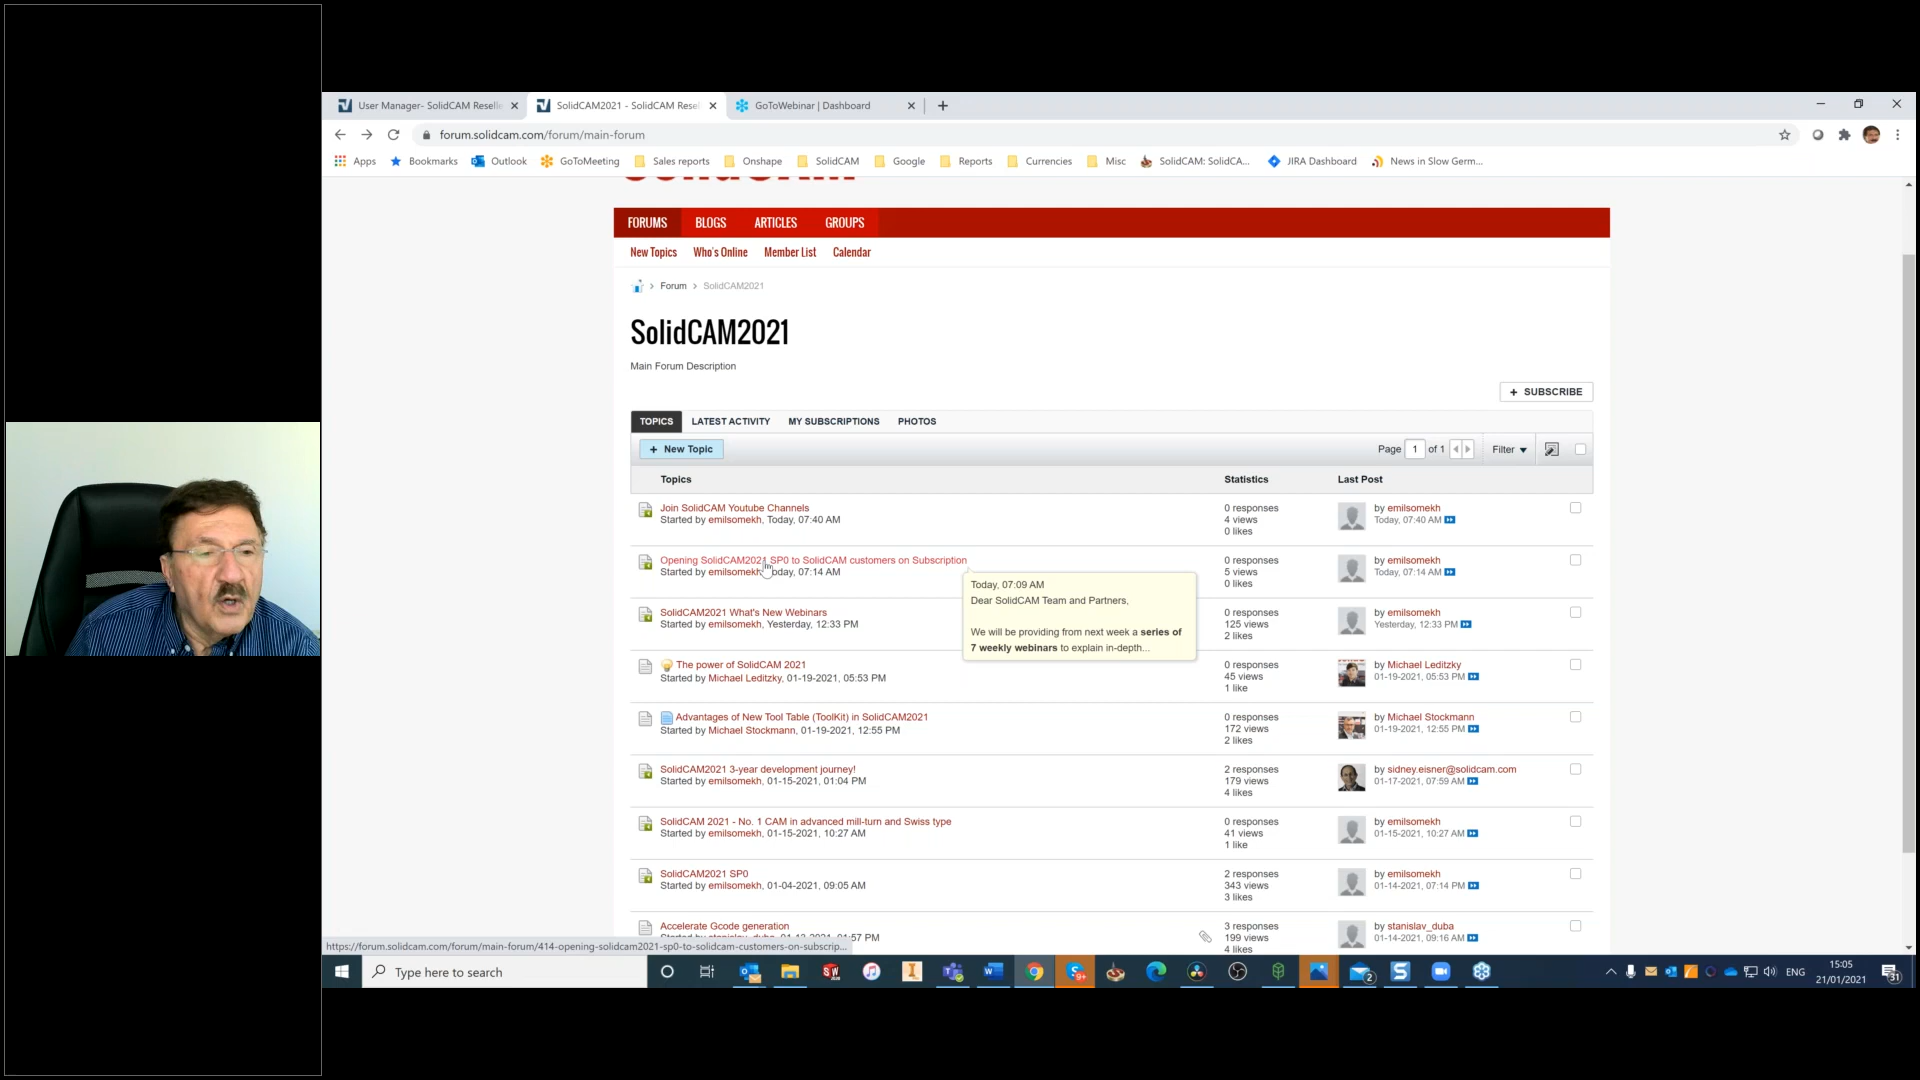 User Manager- SolidCAM Reselle
SolidCAM2021 - SolidCAM Rese
GoToWebinar | Dashboard
forum.solidcam.com/forum/main-forum
Apps
Bookmarks
Outlook
GoToMeeting
Sales reports
Onshape
SolidCAM
Google
Reports
Currencies
Misc
SolidCAM: SolidCA...
JIRA Dashboard
News in Slow Germ...
FORUMS
BLOGS
ARTICLES
GROUPS
New Topics
Who's Online
Member List
Calendar
Forum
SolidCAM2021
SolidCAM2021
Main Forum Description
+ SUBSCRIBE
TOPICS
LATEST ACTIVITY
MY SUBSCRIPTIONS
PHOTOS
+ New Topic
Page 1 of 1
Filter
Topics
Statistics
Last Post
Join SolidCAM Youtube Channels
Started by emilsomekh, Today, 07:40 AM
0 responses
4 views
0 likes
by emilsomekh
Today, 07:40 AM
Opening SolidCAM2021 SP0 to SolidCAM customers on Subscription
Started by emilsomekh, Today, 07:14 AM
0 responses
5 views
0 likes
by emilsomekh
Today, 07:14 AM
Today, 07:09 AM
Dear SolidCAM Team and Partners,
We will be providing from next week a series of
7 weekly webinars to explain in-depth...
SolidCAM2021 What's New Webinars
Started by emilsomekh, Yesterday, 12:33 PM
0 responses
125 views
2 likes
by emilsomekh
Yesterday, 12:33 PM
The power of SolidCAM 2021
Started by Michael Leditzky, 01-19-2021, 05:53 PM
0 responses
45 views
1 like
by Michael Leditzky
01-19-2021, 05:53 PM
Advantages of New Tool Table (ToolKit) in SolidCAM2021
Started by Michael Stockmann, 01-19-2021, 12:55 PM
0 responses
172 views
2 likes
by Michael Stockmann
01-19-2021, 12:55 PM
SolidCAM2021 3-year development journey!
Started by emilsomekh, 01-15-2021, 01:04 PM
2 responses
179 views
4 likes
by sidney.eisner@solidcam.com
01-17-2021, 07:59 AM
SolidCAM 2021 - No. 1 CAM in advanced mill-turn and Swiss type
Started by emilsomekh, 01-15-2021, 10:27 AM
0 responses
41 views
1 like
by emilsomekh
01-15-2021, 10:27 AM
SolidCAM2021 SP0
Started by emilsomekh, 01-04-2021, 09:05 AM
2 responses
343 views
3 likes
by emilsomekh
01-14-2021, 07:14 PM
Accelerate Gcode generation
:57 PM
3 responses
199 views
4 likes
by stanislav_duba
01-14-2021, 09:16 AM
https://forum.solidcam.com/forum/main-forum/414-opening-solidcam2021-sp0-to-solidcam-customers-on-subscrip...
Type here to search
ENG
15:05
21/01/2021